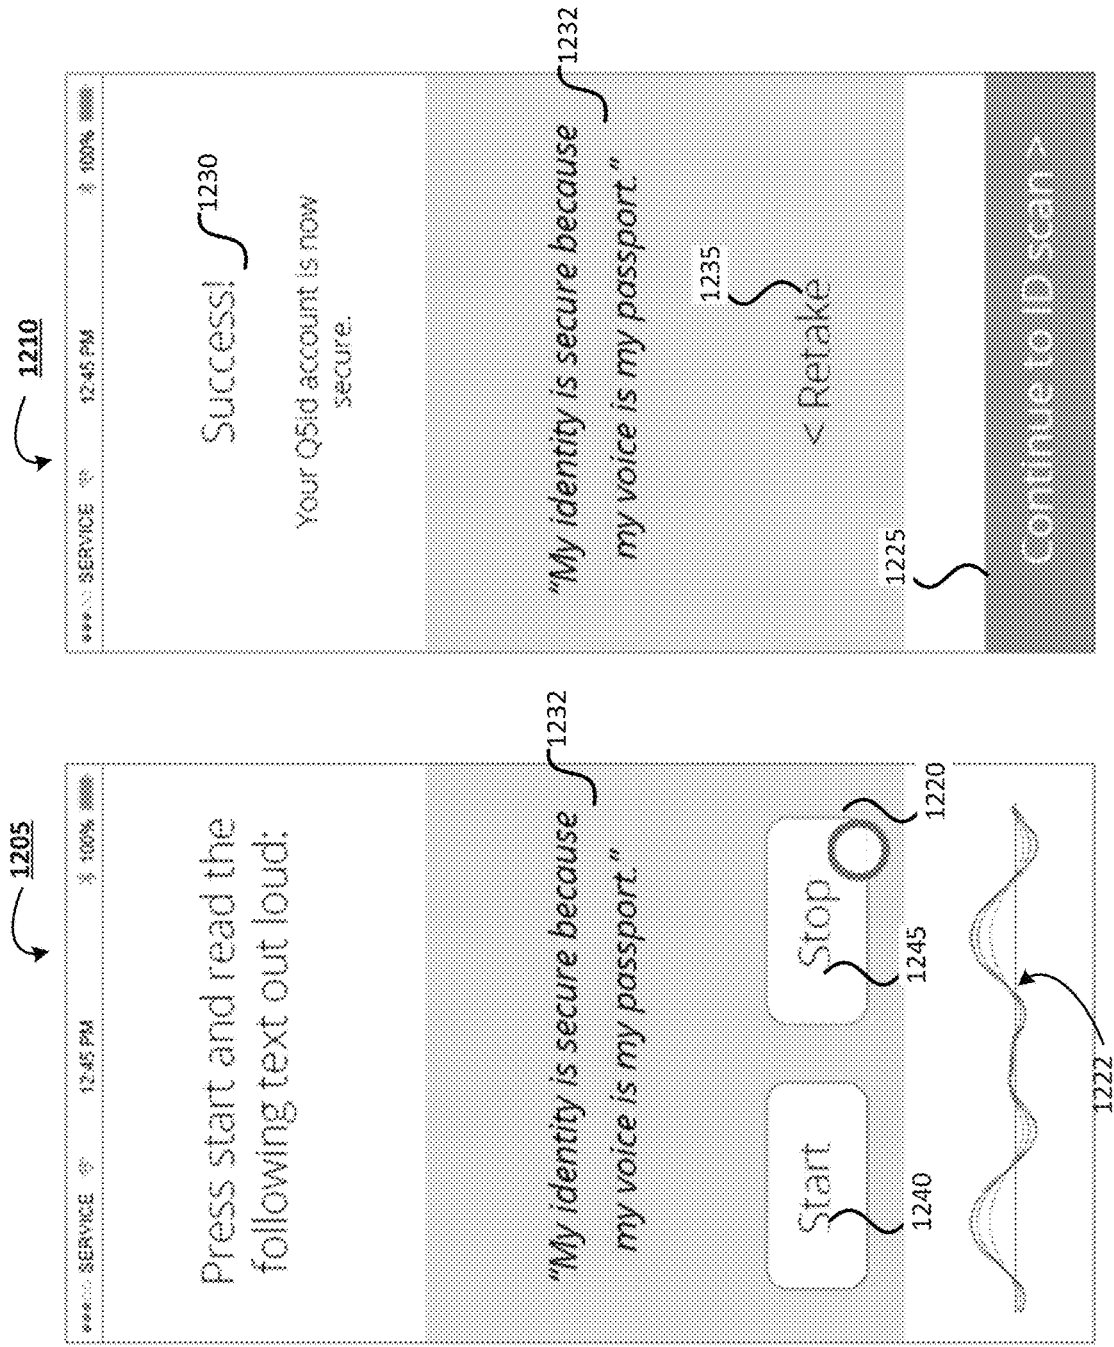 1205
SERVICE 12:45 PM 100%
Press start and read the
following text out loud:
"My identity is secure because
my voice is my passport."
1232
Start
Stop
1240
1245
1220
1222
1210
SERVICE 12:45 PM 100%
Success!
1230
Your Q5id account is now
secure.
"My identity is secure because
my voice is my passport."
1232
1235
< Retake
1225
Continue to ID scan >